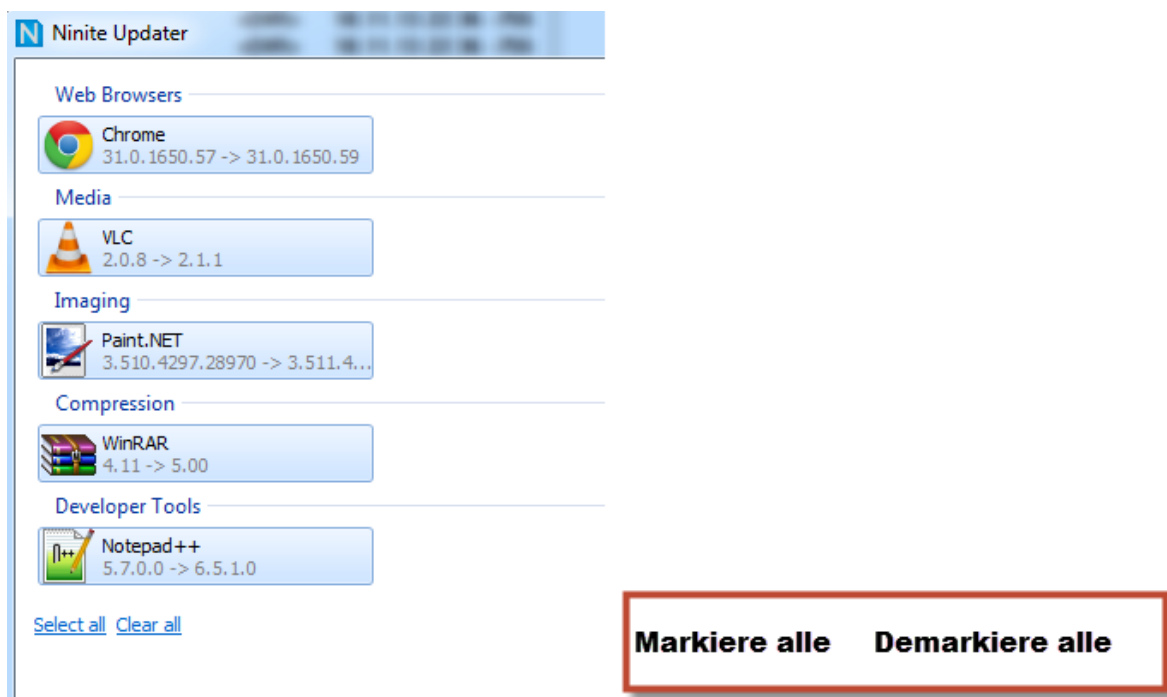 Ninite Updater
Web Browsers
Chrome
31.0.1650.57 -> 31.0.1650.59
Media
VLC
2.0.8 -> 2.1.1
Imaging
Paint.NET
3.510.4297.28970 -> 3.511.4...
Compression
WinRAR
4.11 -> 5.00
Developer Tools
Notepad++
5.7.0.0 -> 6.5.1.0
Select all Clear all
Markiere alle Demarkiere alle